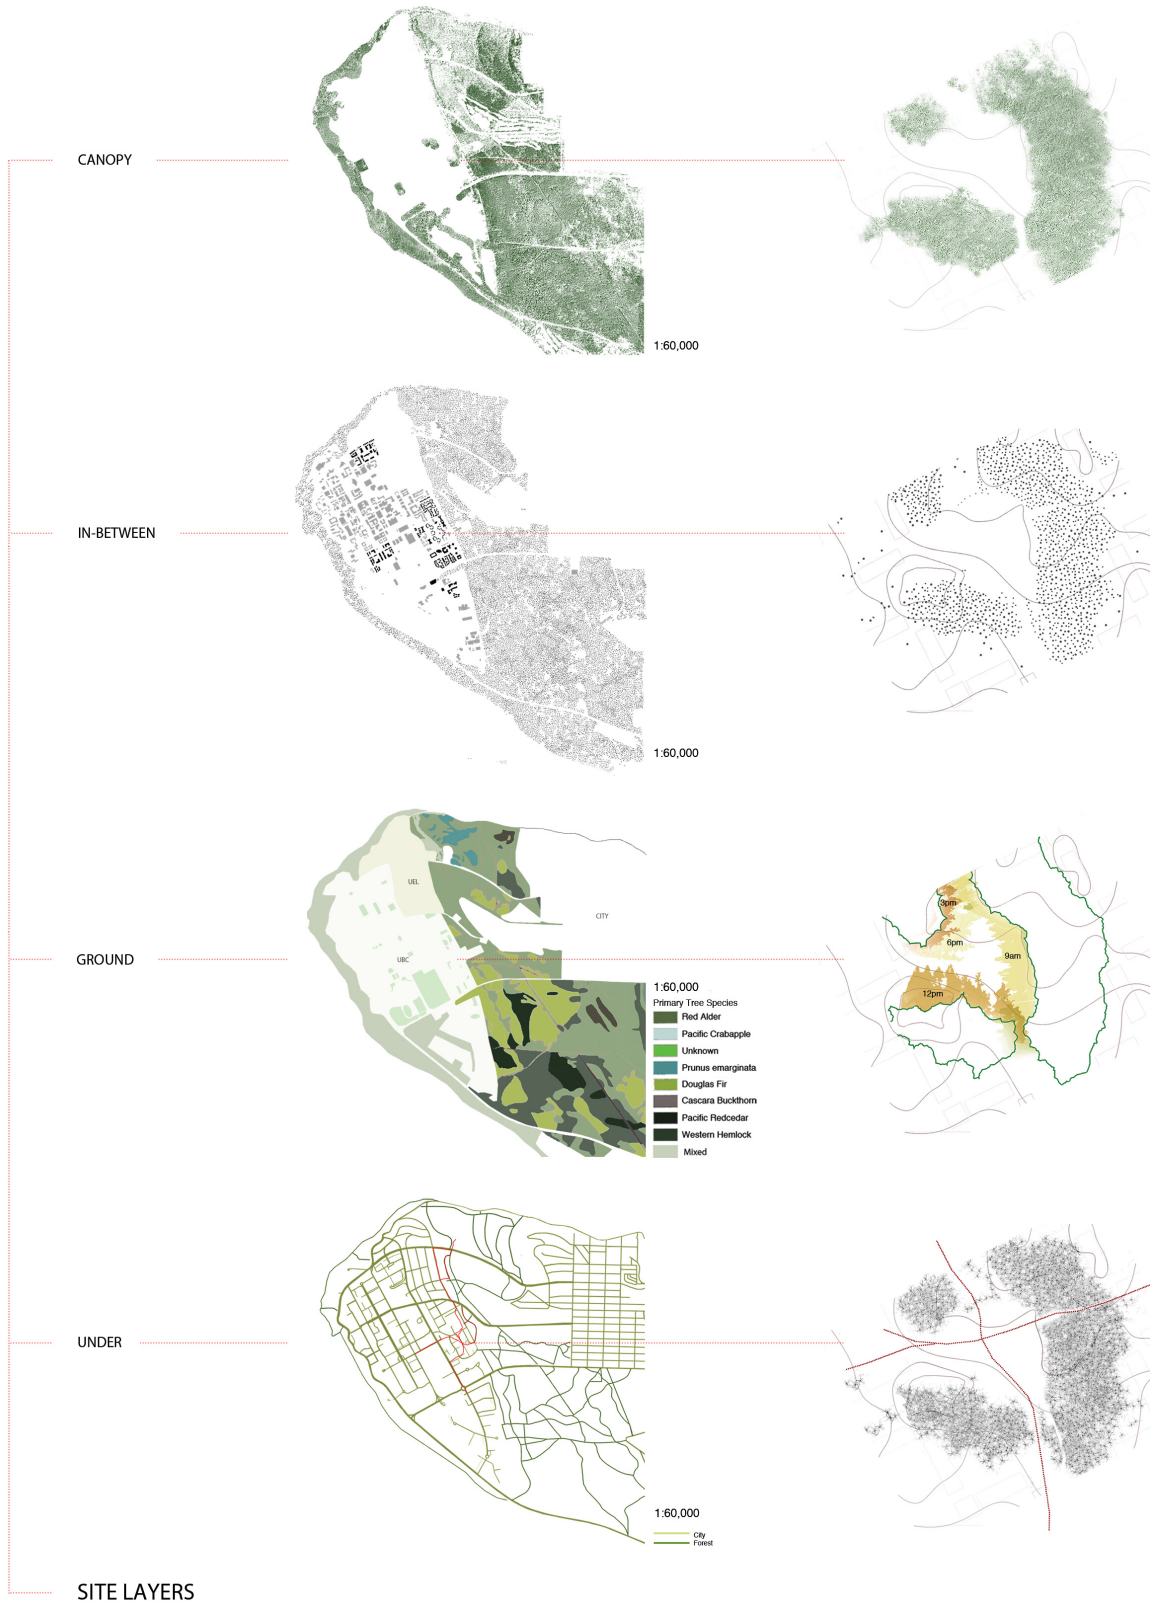 CANOPY
1:60,000
IN-BETWEEN
1:60,000
UEL
CITY
UBC
GROUND
3pm
6pm
9am
12pm
1:60,000
Primary Tree Species
Red Alder
Pacific Crabapple
Unknown
Prunus emarginata
Douglas Fir
Cascara Buckthorn
Pacific Redcedar
Western Hemlock
Mixed
UNDER
1:60,000
City
Forest
SITE LAYERS